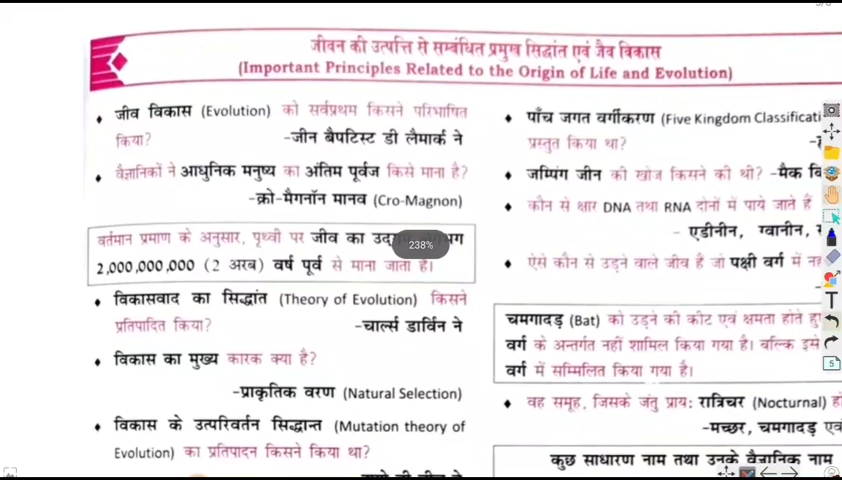 जीवन की उत्पत्ति से सम्बंधित प्रमुख सिद्धांत एवं जैव विकास
(Important Principles Related to the Origin of Life and Evolution)
जीव विकास (Evolution) को सर्वप्रथम किसने परिभाषित
किया? -जीन बैपटिस्ट डी लैमार्क ने
वैज्ञानिकों ने आधुनिक मनुष्य का अंतिम पूर्वज किसे माना है?
-क्रो-मैगनॉन मानव (Cro-Magnon)
वर्तमान प्रमाण के अनुसार, पृथ्वी पर जीव का
2,000,000,000 (2 अरब) वर्ष पूर्व से माना जाता है।
238%
विकासवाद का सिद्धांत (Theory of Evolution) किसने
प्रतिपादित किया? -चार्ल्स डार्विन ने
विकास का मुख्य कारक क्या है?
-प्राकृतिक वरण (Natural Selection)
विकास के उत्परिवर्तन सिद्धान्त (Mutation theory of
Evolution) का प्रतिपादन किसने किया था?
पाँच जगत वर्गीकरण (Five Kingdom Classificati
प्रस्तुत किया था?
जम्पिंग जीन की खोज किसने की थी? -मैक
कौन से क्षार DNA तथा RNA दोनों में पाये जाते हैं
- एडीनीन, ग्वानीन,
ऐसे कौन से उड़ने वाले जीव है जो पक्षी वर्ग में
चमगादड़ (Bat) को उड़ने की कीट एवं क्षमता होते
वर्ग के अन्तर्गत नहीं शामिल किया गया है। बल्कि इसे
वर्ग में सम्मिलित किया गया है।
वह समूह, जिसके जंतु प्राय: रात्रिचर (Nocturnal)
-मच्छर, चमगादड़ एवं
कुछ साधारण नाम तथा उनके वैज्ञानिक नाम
T
5